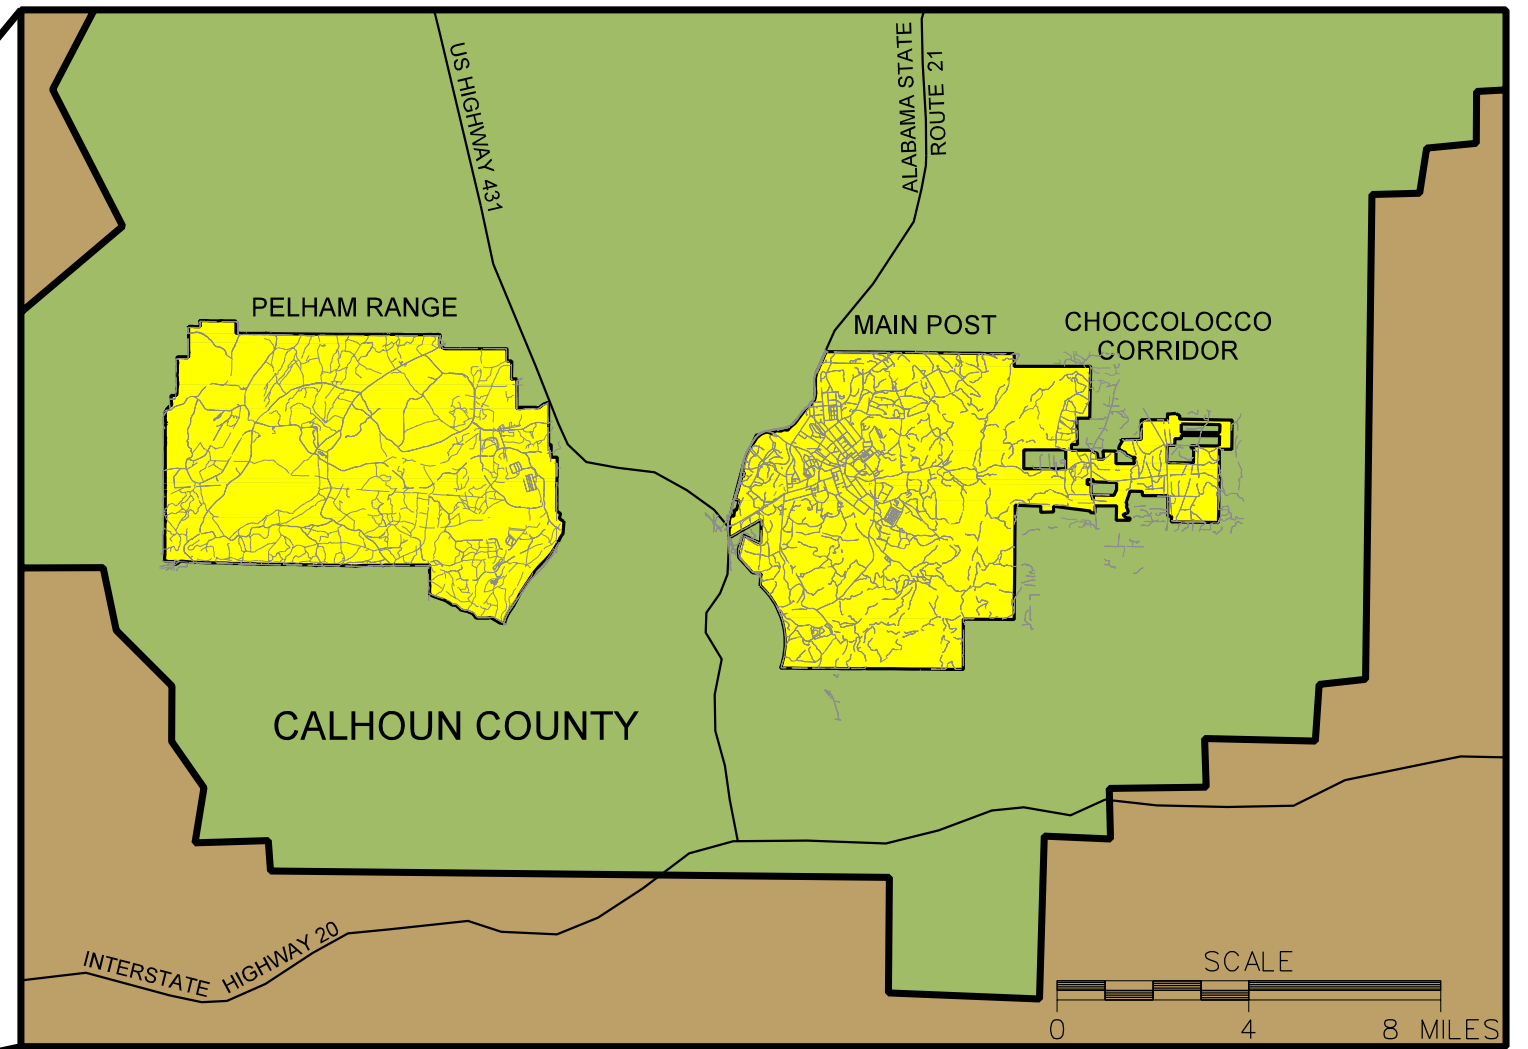 US HIGHWAY 431
ALABAMA STATE
ROUTE 21
PELHAM RANGE
MAIN POST
CHOCCOLOCCO
CORRIDOR
CALHOUN COUNTY
INTERSTATE HIGHWAY 20
SCALE
0 4 8 MILES